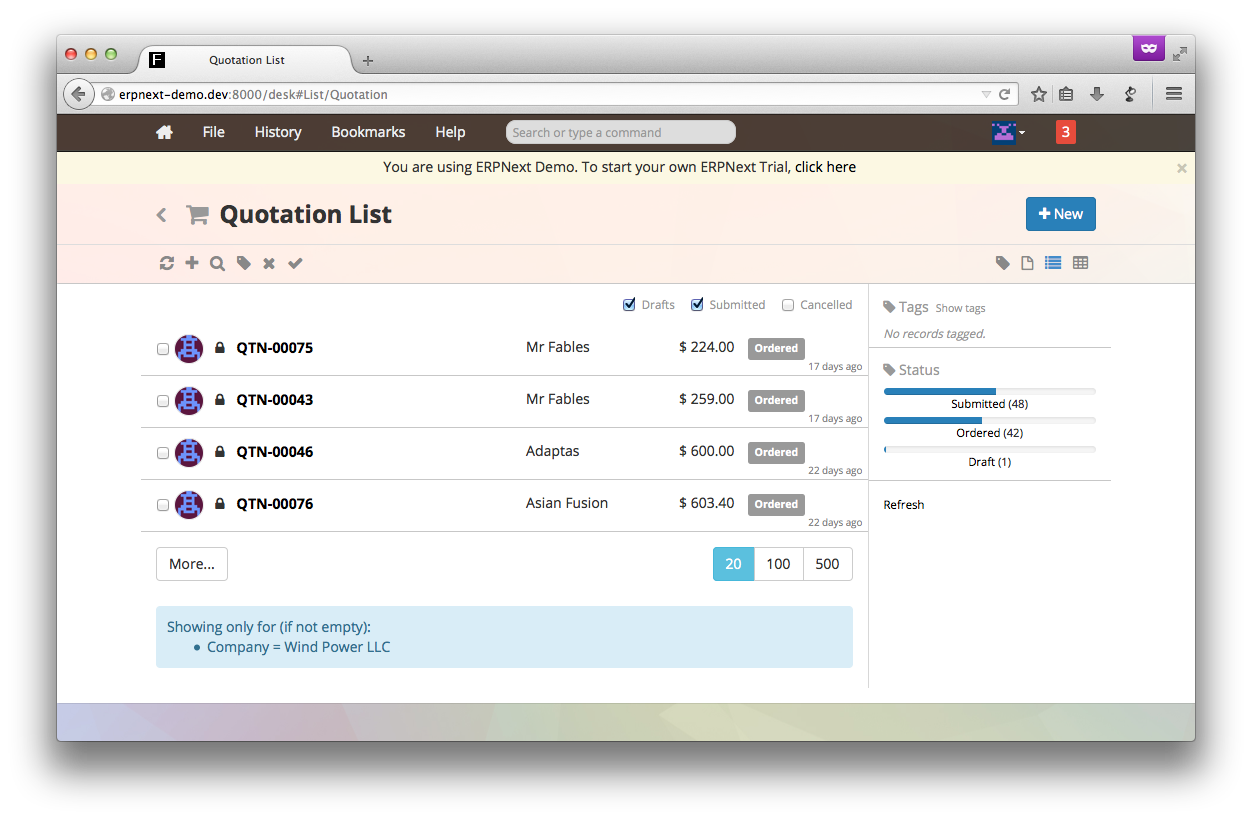 Quotation List
erpnext-demo.dev:8000/desk#List/Quotation
File History Bookmarks Help Search or type a command 3
You are using ERPNext Demo. To start your own ERPNext Trial, click here ×
Quotation List
New
Drafts Submitted Cancelled
QTN-00075 Mr Fables $ 224.00 Ordered
17 days ago
QTN-00043 Mr Fables $ 259.00 Ordered
17 days ago
QTN-00046 Adaptas $ 600.00 Ordered
22 days ago
QTN-00076 Asian Fusion $ 603.40 Ordered
22 days ago
More... 20 100 500
Showing only for (if not empty):
• Company = Wind Power LLC
Tags Show tags
No records tagged.
Status
Submitted (48)
Ordered (42)
Draft (1)
Refresh